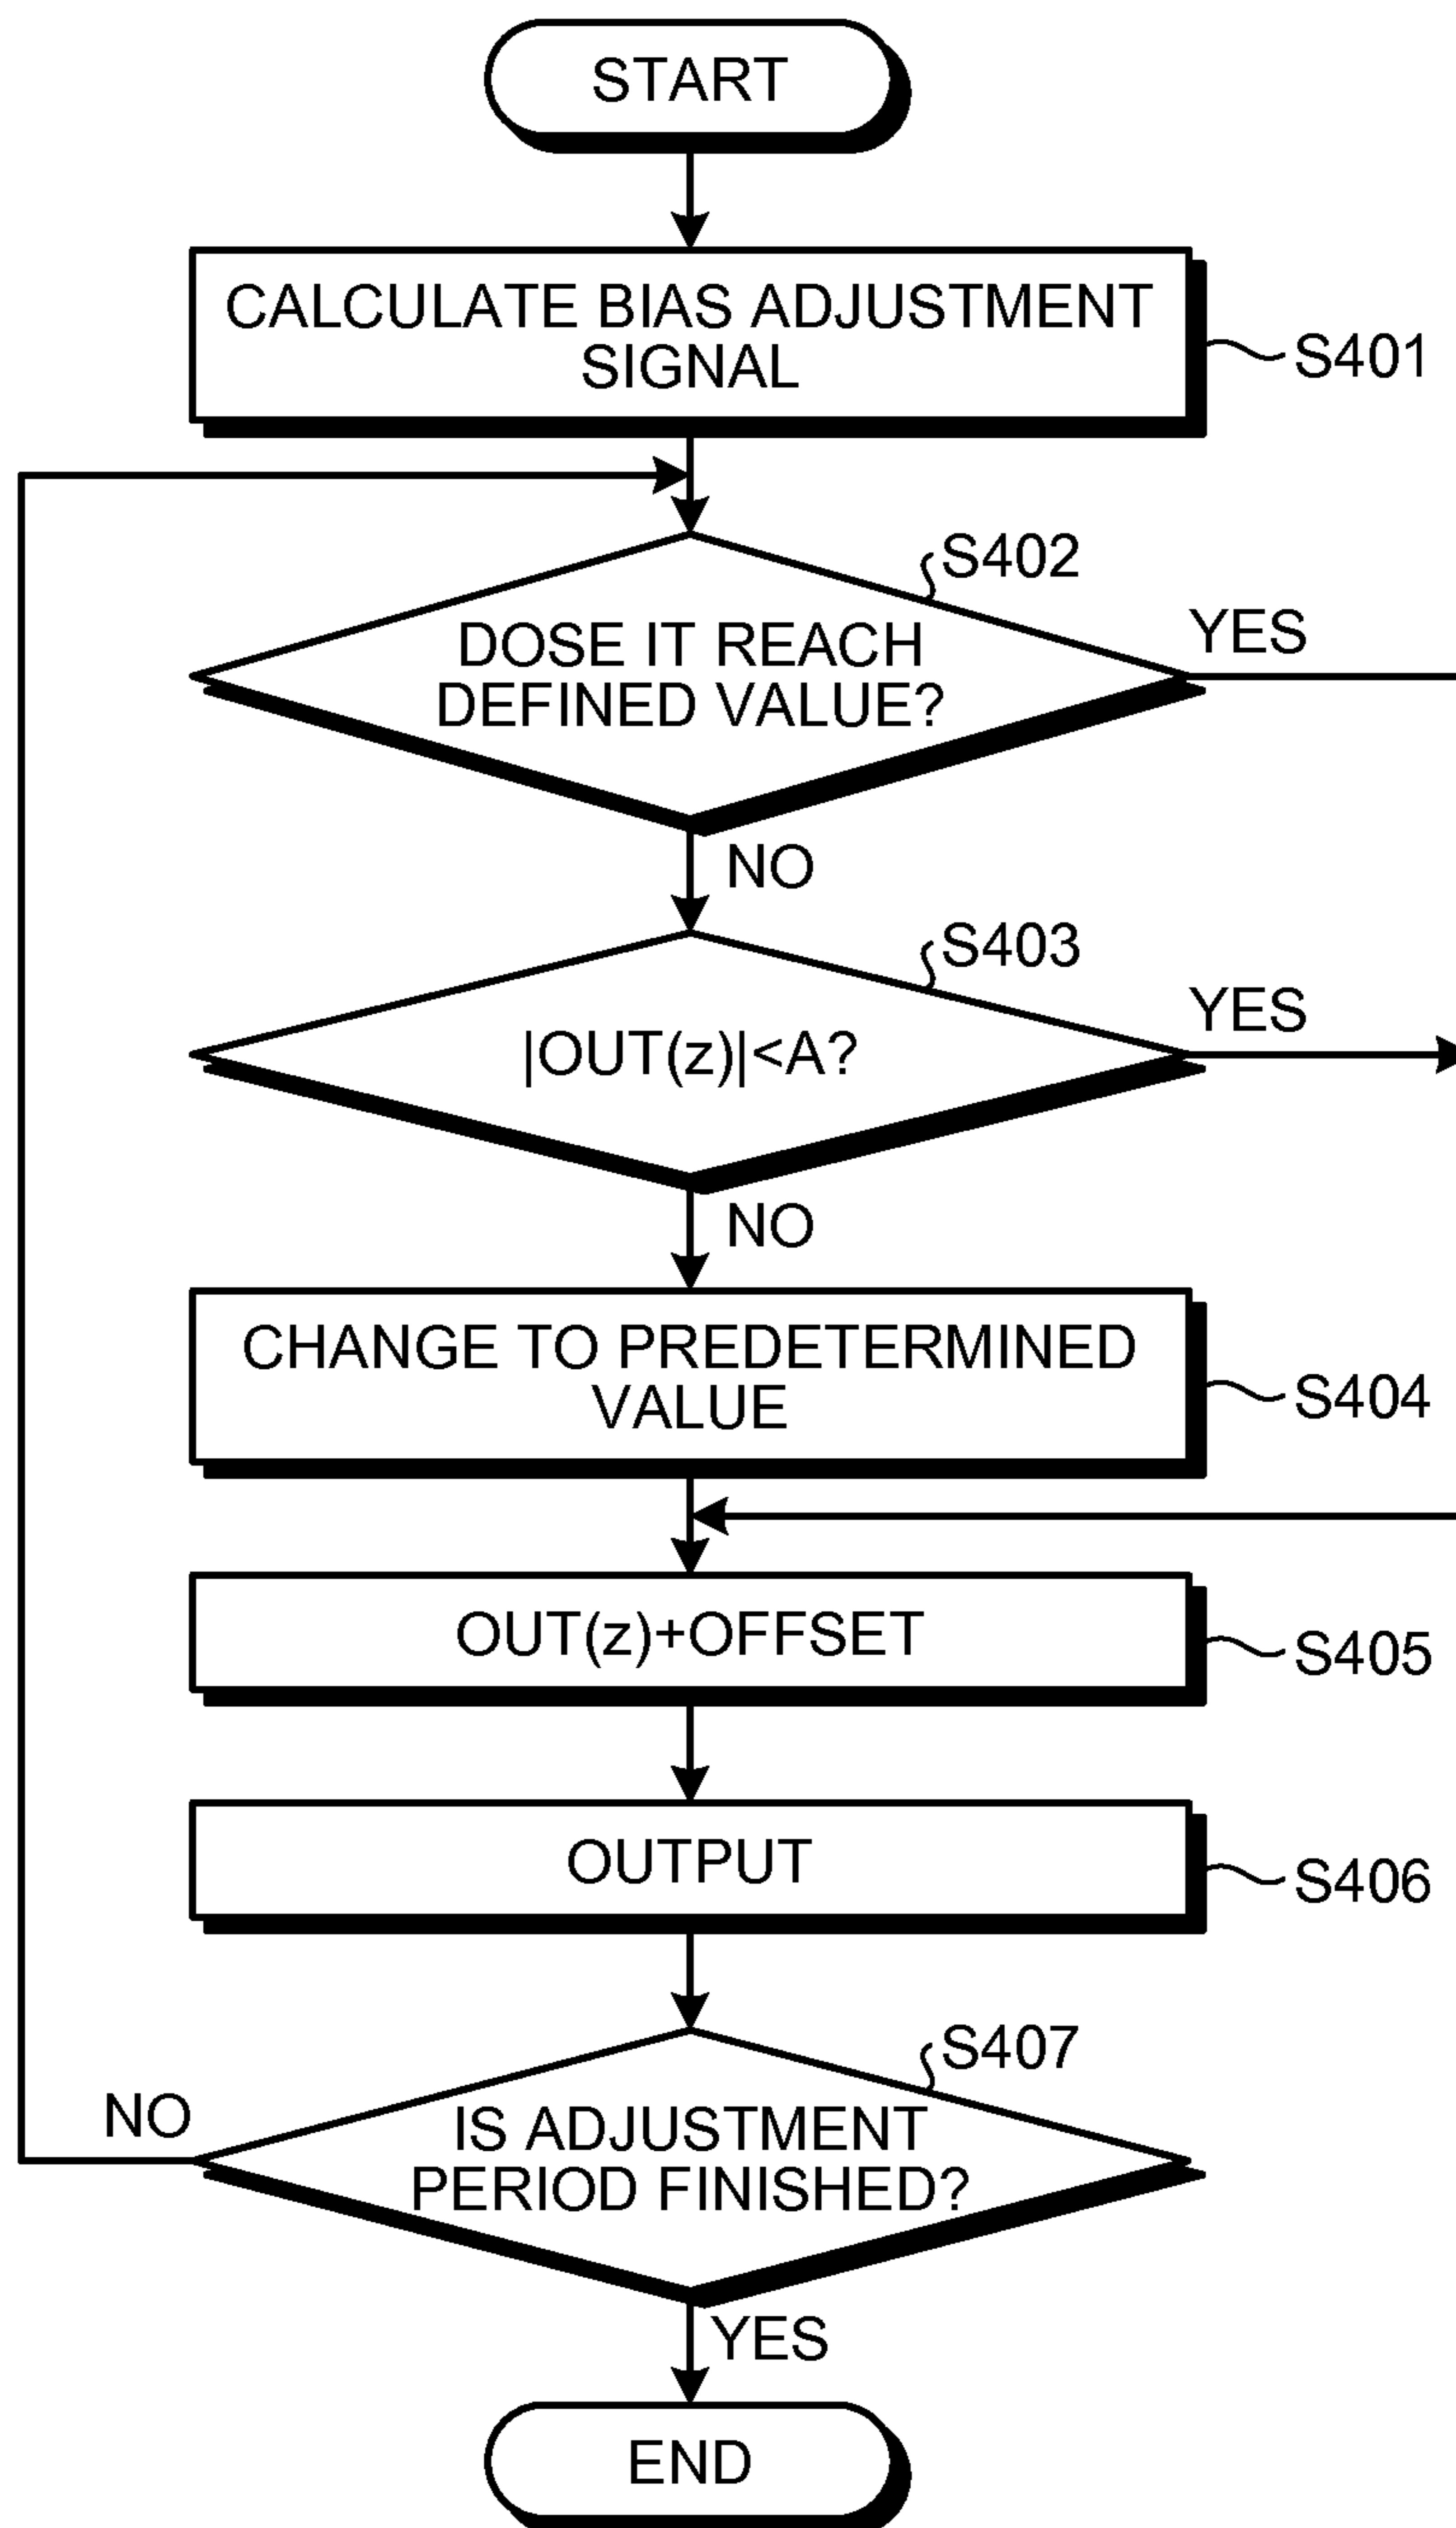 START
CALCULATE BIAS ADJUSTMENT
SIGNAL
S401
S402
DOSE IT REACH
DEFINED VALUE?
YES
NO
S403
|OUT(z)|<A?
YES
NO
CHANGE TO PREDETERMINED
VALUE
S404
OUT(z)+OFFSET
S405
OUTPUT
S406
S407
IS ADJUSTMENT
PERIOD FINISHED?
NO
YES
END